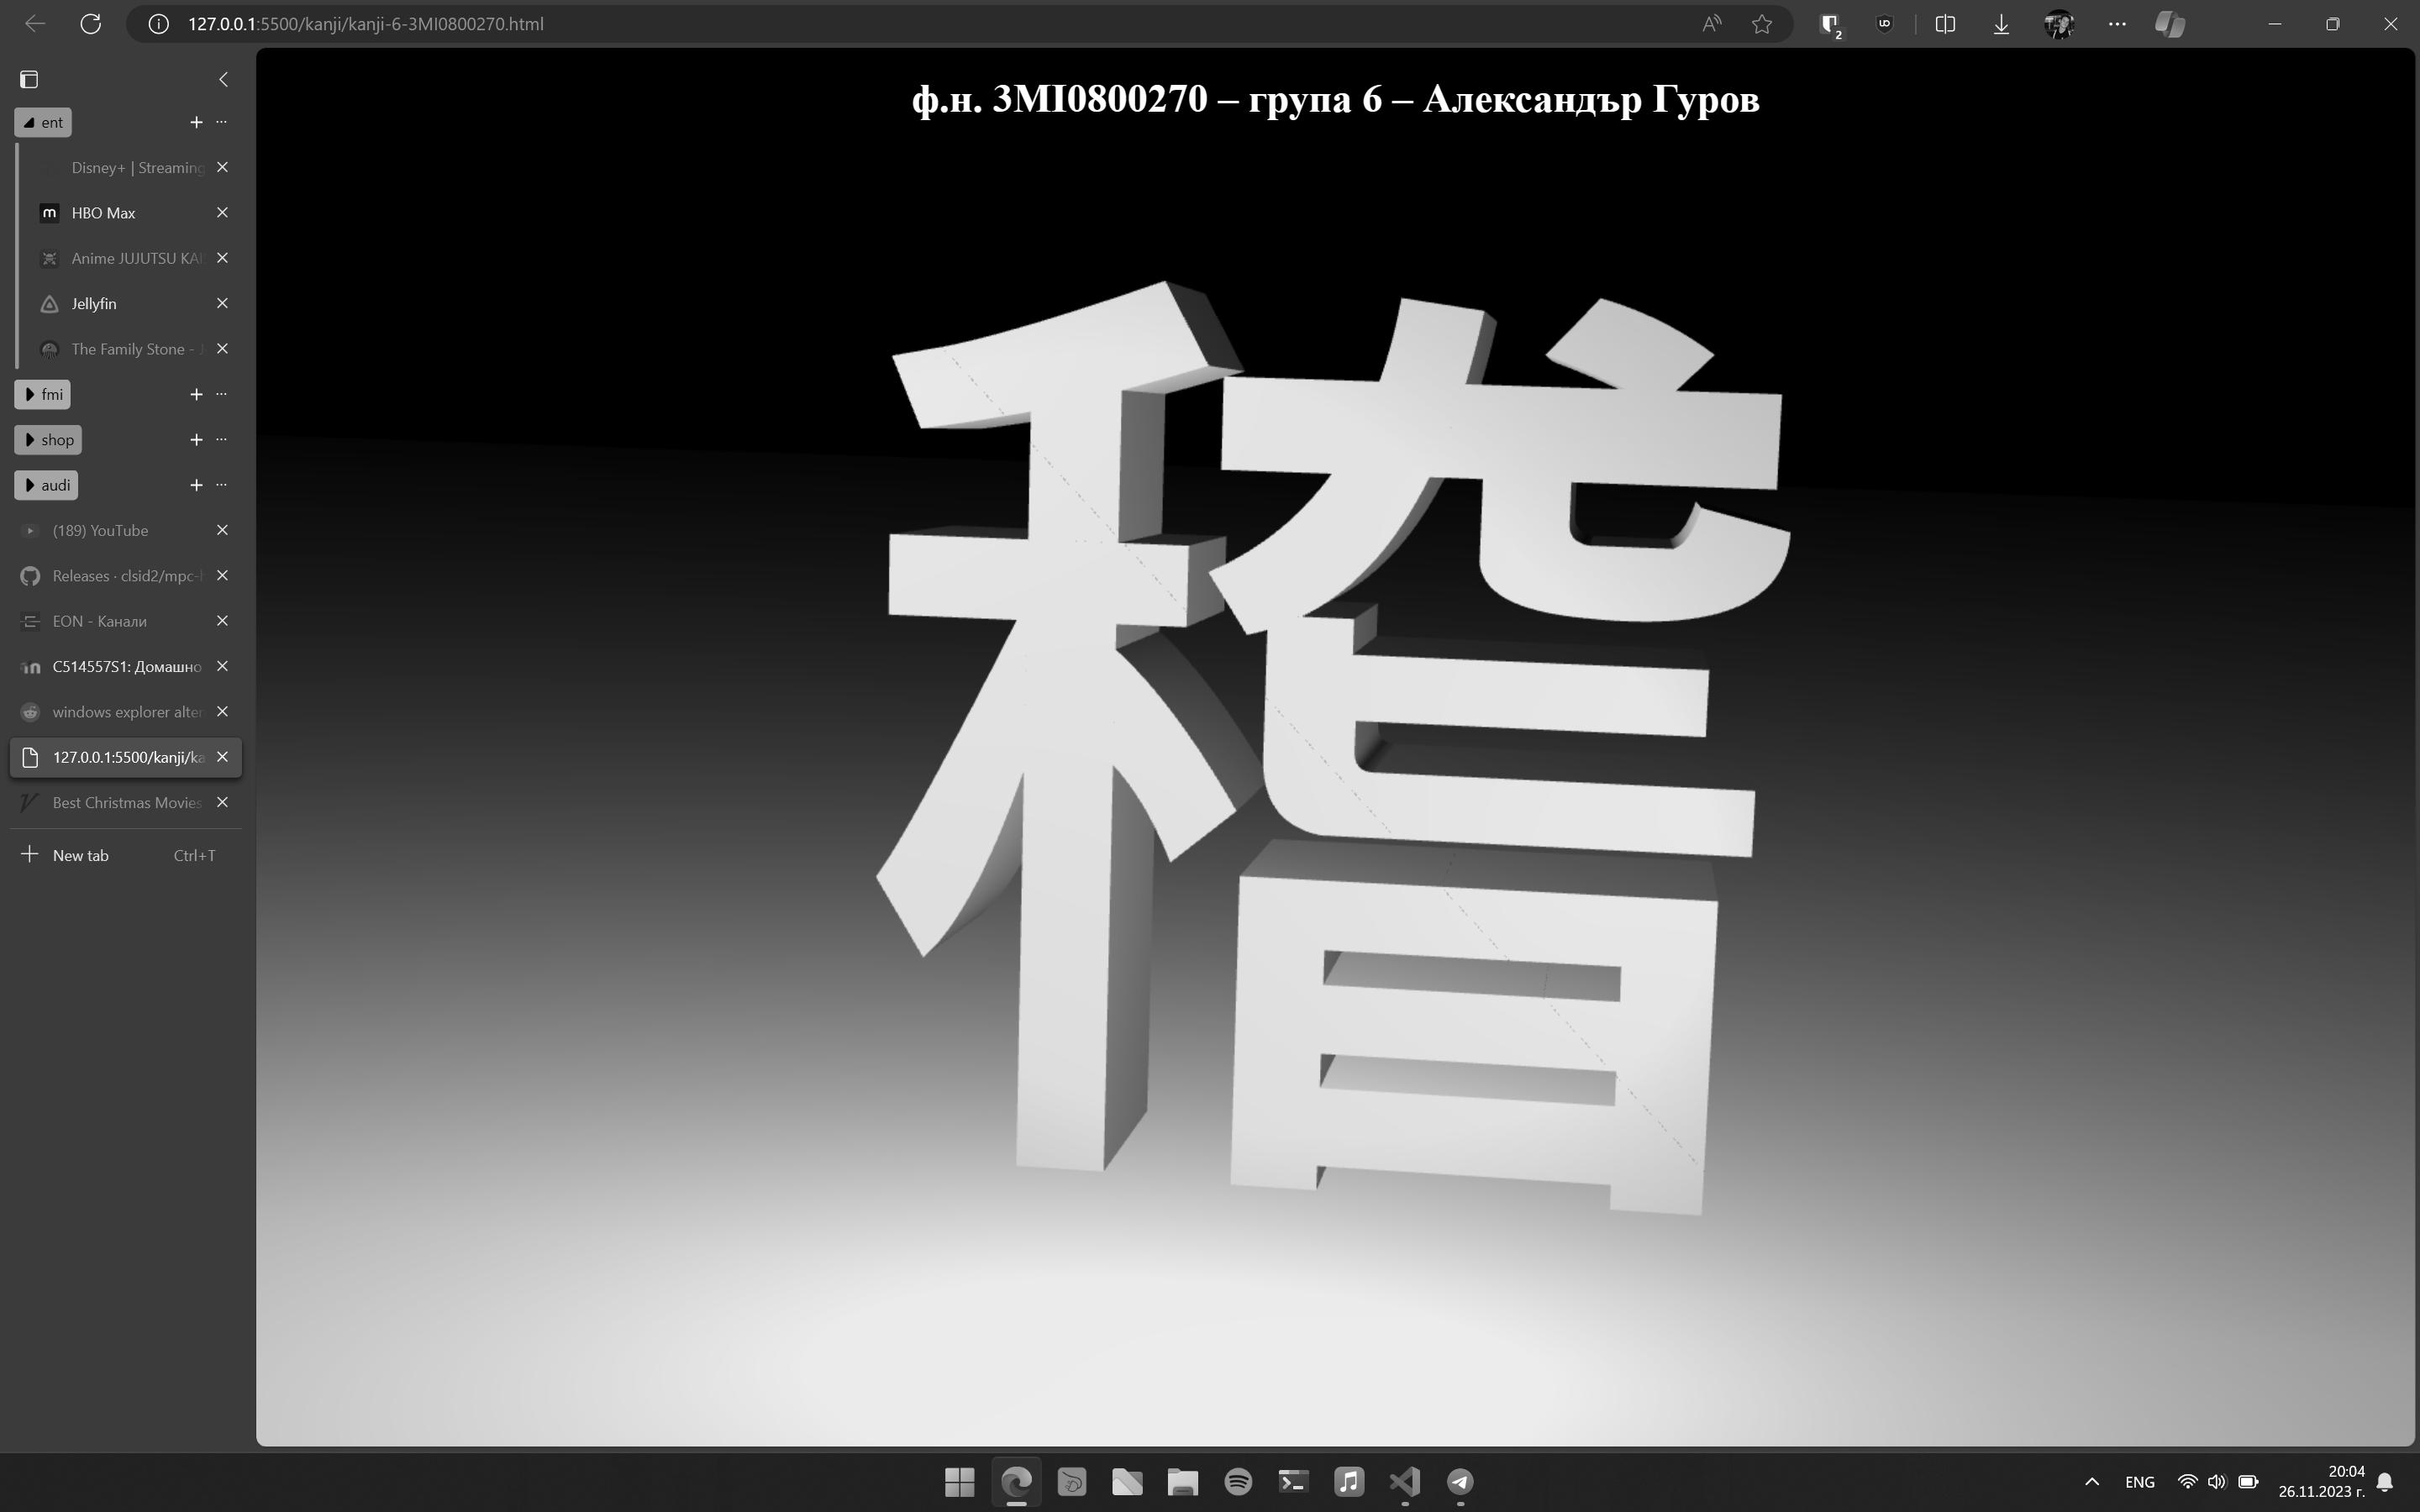 127.0.0.1:5500/kanji/kanji-6-3MI0800270.html
2
ent
Disney+ | Streaming
HBO Max
Anime JUJUTSU KAI
Jellyfin
The Family Stone -
fmi
shop
audi
(189) YouTube
Releases · clsid2/mpc-h
EON - Канали
C514557S1: Домашно
windows explorer alter
127.0.0.1:5500/kanji/ka
Best Christmas Movies
New tab Ctrl+T
ф.н. 3MI0800270 – група 6 – Александър Гуров
稽
ENG
20:04
26.11.2023 г.